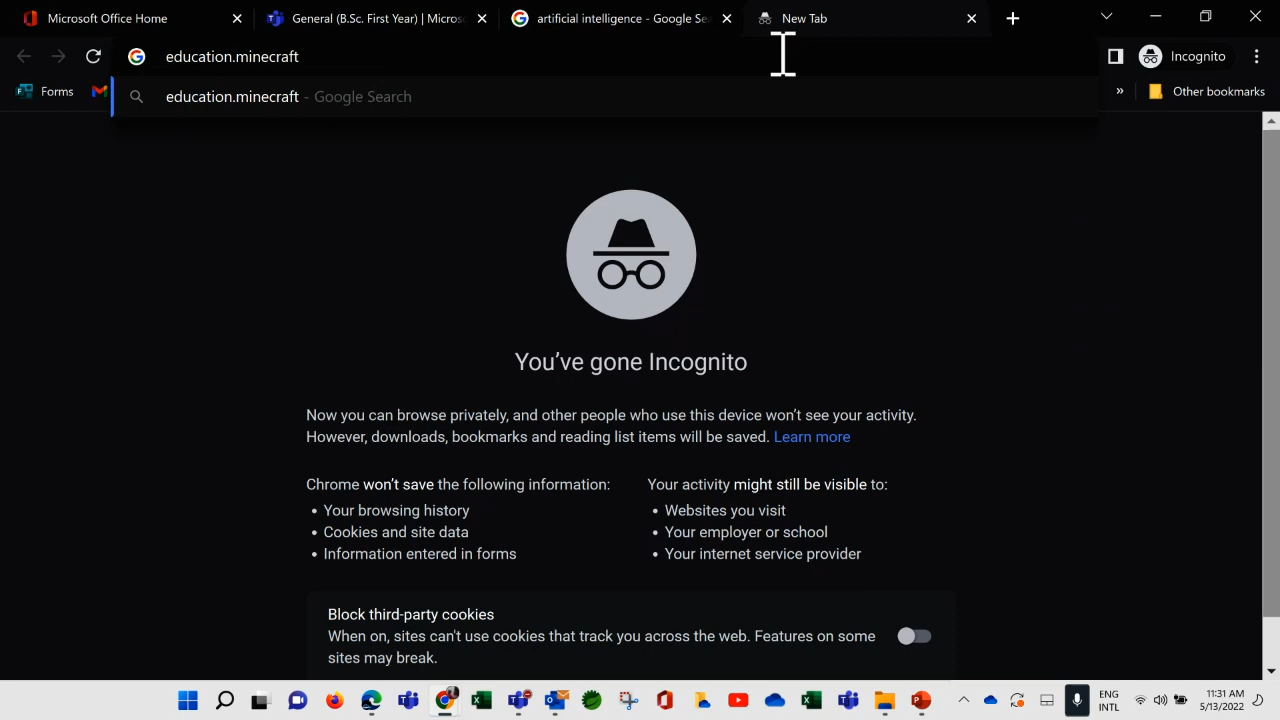 Microsoft Office Home
General (B.Sc. First Year) | Micros
artificial intelligence - Google Se
New Tab
education.minecraft
Incognito
Forms
»
Other bookmarks
education.minecraft - Google Search
You've gone Incognito
Now you can browse privately, and other people who use this device won't see your activity.
However, downloads, bookmarks and reading list items will be saved. Learn more
Chrome won't save the following information:
• Your browsing history
• Cookies and site data
• Information entered in forms
Your activity might still be visible to:
• Websites you visit
• Your employer or school
• Your internet service provider
Block third-party cookies
When on, sites can't use cookies that track you across the web. Features on some
sites may break.
ENG
INTL
11:31 AM
5/13/2022